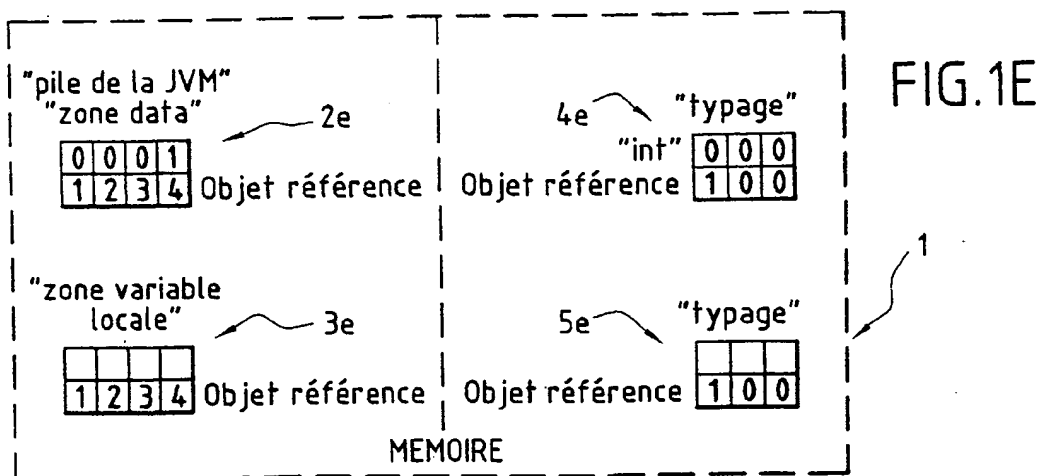 FIG.1E
"pile de la JVM"
"zone data"
2e
0 0 0 1
1 2 3 4 Objet référence
4e
"typage"
"int" 0 0 0
Objet référence 1 0 0
1
"zone variable
locale"
3e
1 2 3 4 Objet référence
5e
"typage"
Objet référence 1 0 0
MEMOIRE